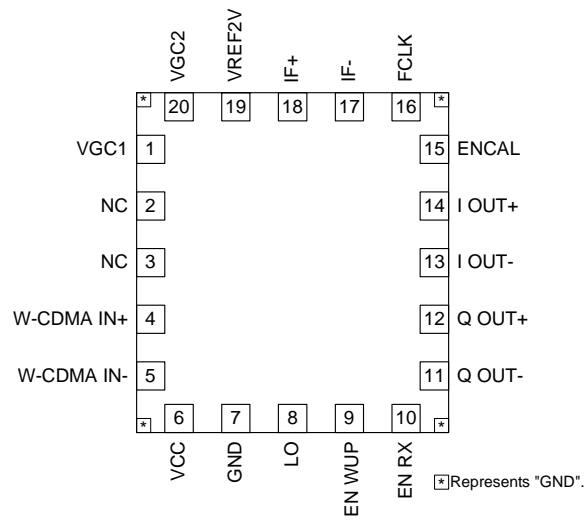 VGC2
VREF2V
IF+
IF-
FCLK
* 20 19 18 17 16 *
VGC1 1 15 ENCAL
NC 2 14 I OUT+
NC 3 13 I OUT-
W-CDMA IN+ 4 12 Q OUT+
W-CDMA IN- 5 11 Q OUT-
* 6 7 8 9 10 *
VCC
GND
LO
EN WUP
EN RX
* Represents "GND".